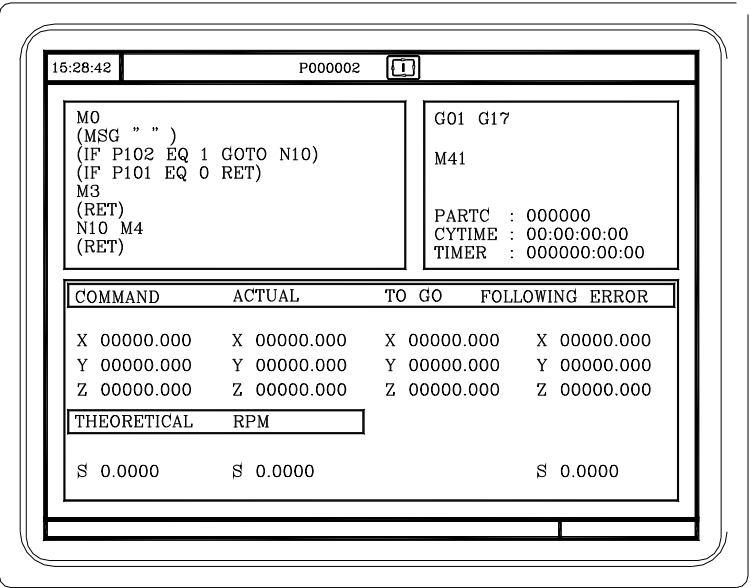 15:28:42 P000002 I
M0
(MSG " " )
(IF P102 EQ 1 GOTO N10)
(IF P101 EQ 0 RET)
M3
(RET)
N10 M4
(RET)
G01 G17
M41
PARTC : 000000
CYTIME : 00:00:00:00
TIMER : 000000:00:00
COMMAND ACTUAL TO GO FOLLOWING ERROR
X 00000.000 X 00000.000 X 00000.000 X 00000.000
Y 00000.000 Y 00000.000 Y 00000.000 Y 00000.000
Z 00000.000 Z 00000.000 Z 00000.000 Z 00000.000
THEORETICAL RPM
S 0.0000 S 0.0000 S 0.0000